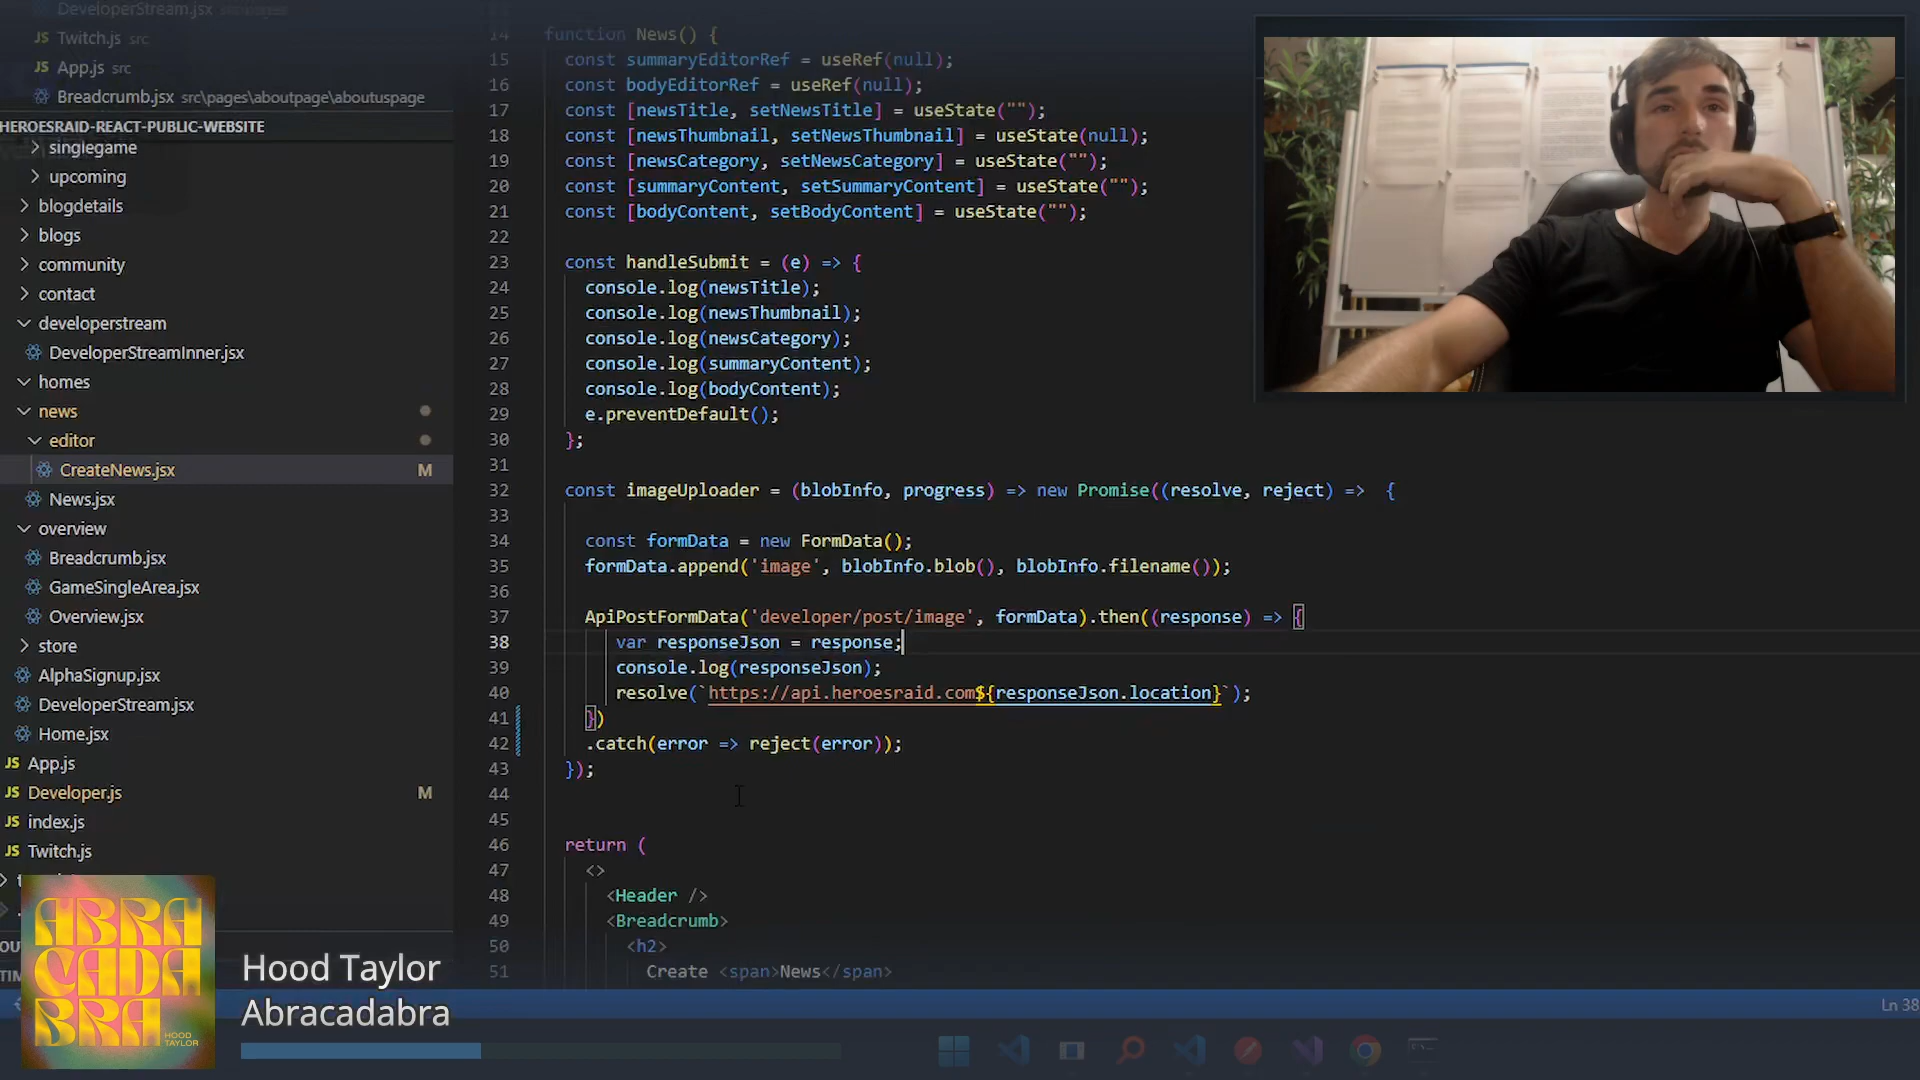 DeveloperStream.jsx src\pages
JS Twitch.js src
JS App.js src
Breadcrumb.jsx src\pages\aboutpage\aboutuspage
HEROESRAID-REACT-PUBLIC-WEBSITE
singlegame
upcoming
blogdetails
blogs
community
contact
developerstream
DeveloperStreamInner.jsx
homes
news
editor
CreateNews.jsx M
News.jsx
overview
Breadcrumb.jsx
GameSingleArea.jsx
Overview.jsx
store
AlphaSignup.jsx
DeveloperStream.jsx
Home.jsx
JS App.js
JS Developer.js M
JS index.js
JS Twitch.js
14 function News() {
15 const summaryEditorRef = useRef(null);
16 const bodyEditorRef = useRef(null);
17 const [newsTitle, setNewsTitle] = useState("");
18 const [newsThumbnail, setNewsThumbnail] = useState(null);
19 const [newsCategory, setNewsCategory] = useState("");
20 const [summaryContent, setSummaryContent] = useState("");
21 const [bodyContent, setBodyContent] = useState("");
22
23 const handleSubmit = (e) => {
24 console.log(newsTitle);
25 console.log(newsThumbnail);
26 console.log(newsCategory);
27 console.log(summaryContent);
28 console.log(bodyContent);
29 e.preventDefault();
30 };
31
32 const imageUploader = (blobInfo, progress) => new Promise((resolve, reject) => {
33
34 const formData = new FormData();
35 formData.append('image', blobInfo.blob(), blobInfo.filename());
36
37 ApiPostFormData('developer/post/image', formData).then((response) => {
38 var responseJson = response;
39 console.log(responseJson);
40 resolve(`https://api.heroesraid.com${responseJson.location}`);
41 })
42 .catch(error => reject(error));
43 });
44
45
46 return (
47 <>
48 <Header />
49 <Breadcrumb>
50 <h2>
51 Create <span>News</span>
Ln 38
ABRA
CADA
BRA
HOOD
TAYLOR
Hood Taylor
Abracadabra